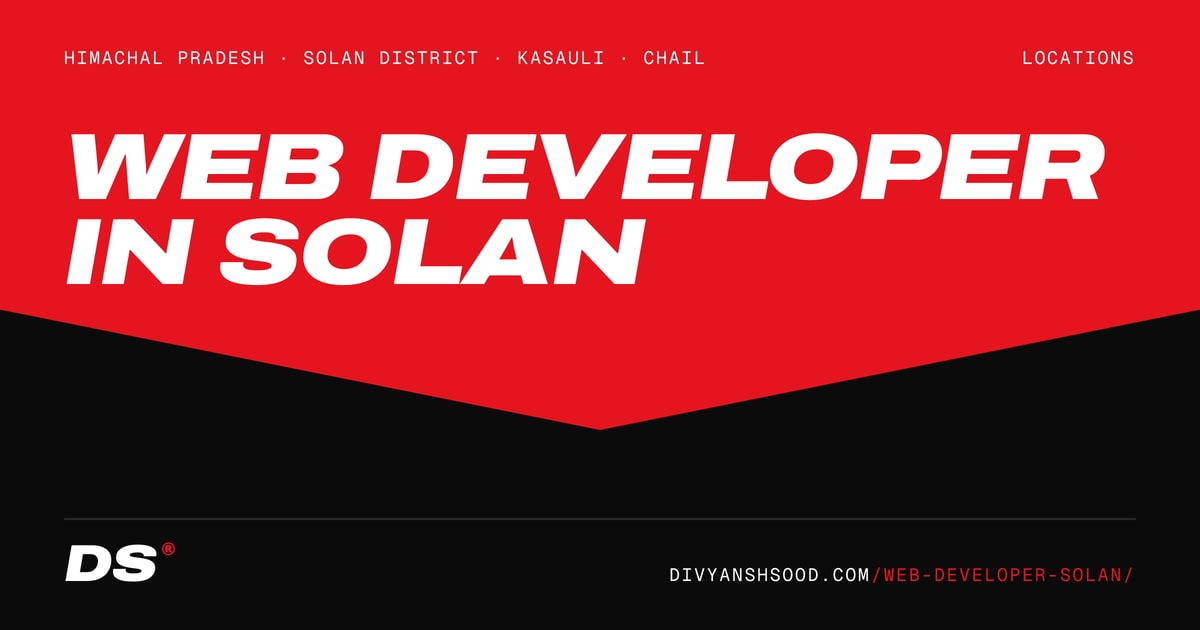 HIMACHAL PRADESH · SOLAN DISTRICT · KASAULI · CHAIL
LOCATIONS
WEB DEVELOPER
IN SOLAN
DS®
DIVYANSHSOOD.COM/WEB-DEVELOPER-SOLAN/